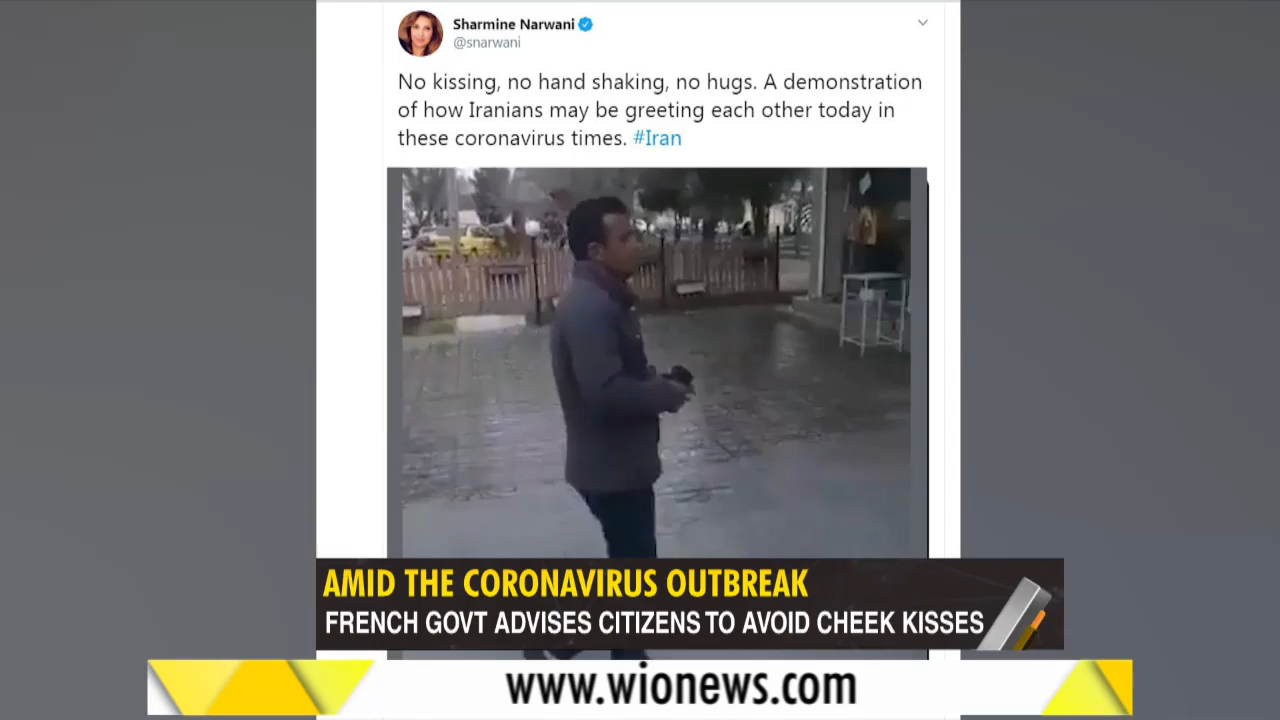 Sharmine Narwani
@snarwani
No kissing, no hand shaking, no hugs. A demonstration
of how Iranians may be greeting each other today in
these coronavirus times. #Iran
AMID THE CORONAVIRUS OUTBREAK
FRENCH GOVT ADVISES CITIZENS TO AVOID CHEEK KISSES
www.wionews.com